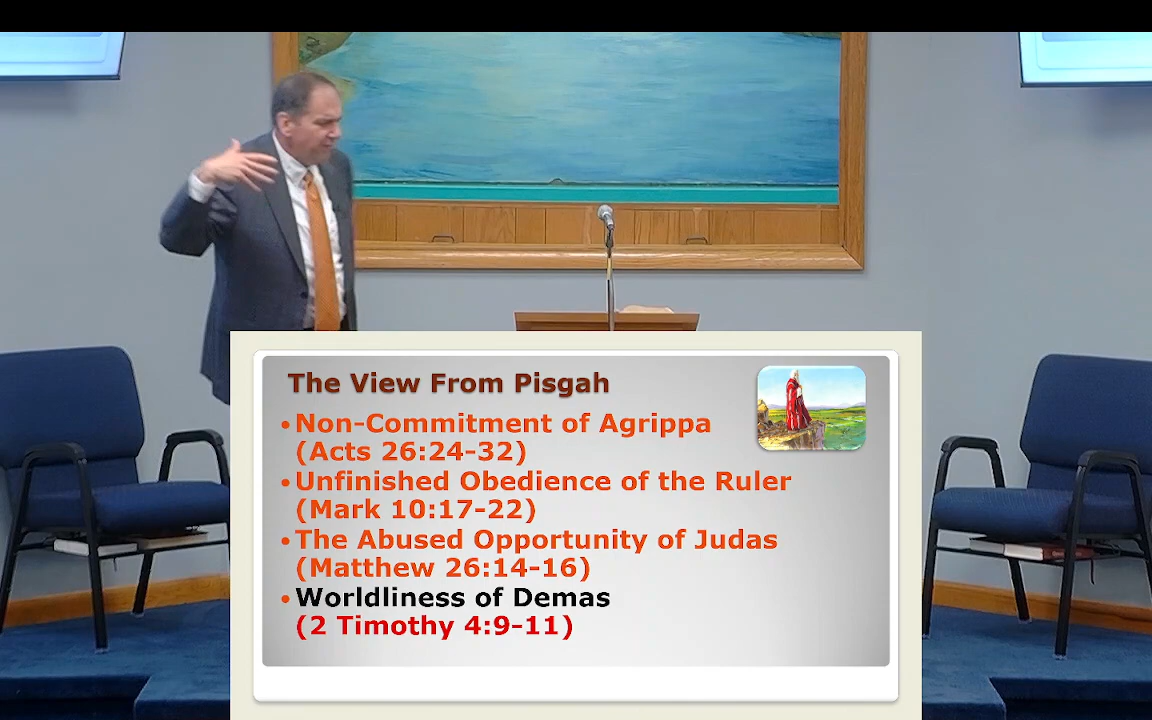 The View From Pisgah
•Non-Commitment of Agrippa
(Acts 26:24-32)
•Unfinished Obedience of the Ruler
(Mark 10:17-22)
•The Abused Opportunity of Judas
(Matthew 26:14-16)
•Worldliness of Demas
(2 Timothy 4:9-11)